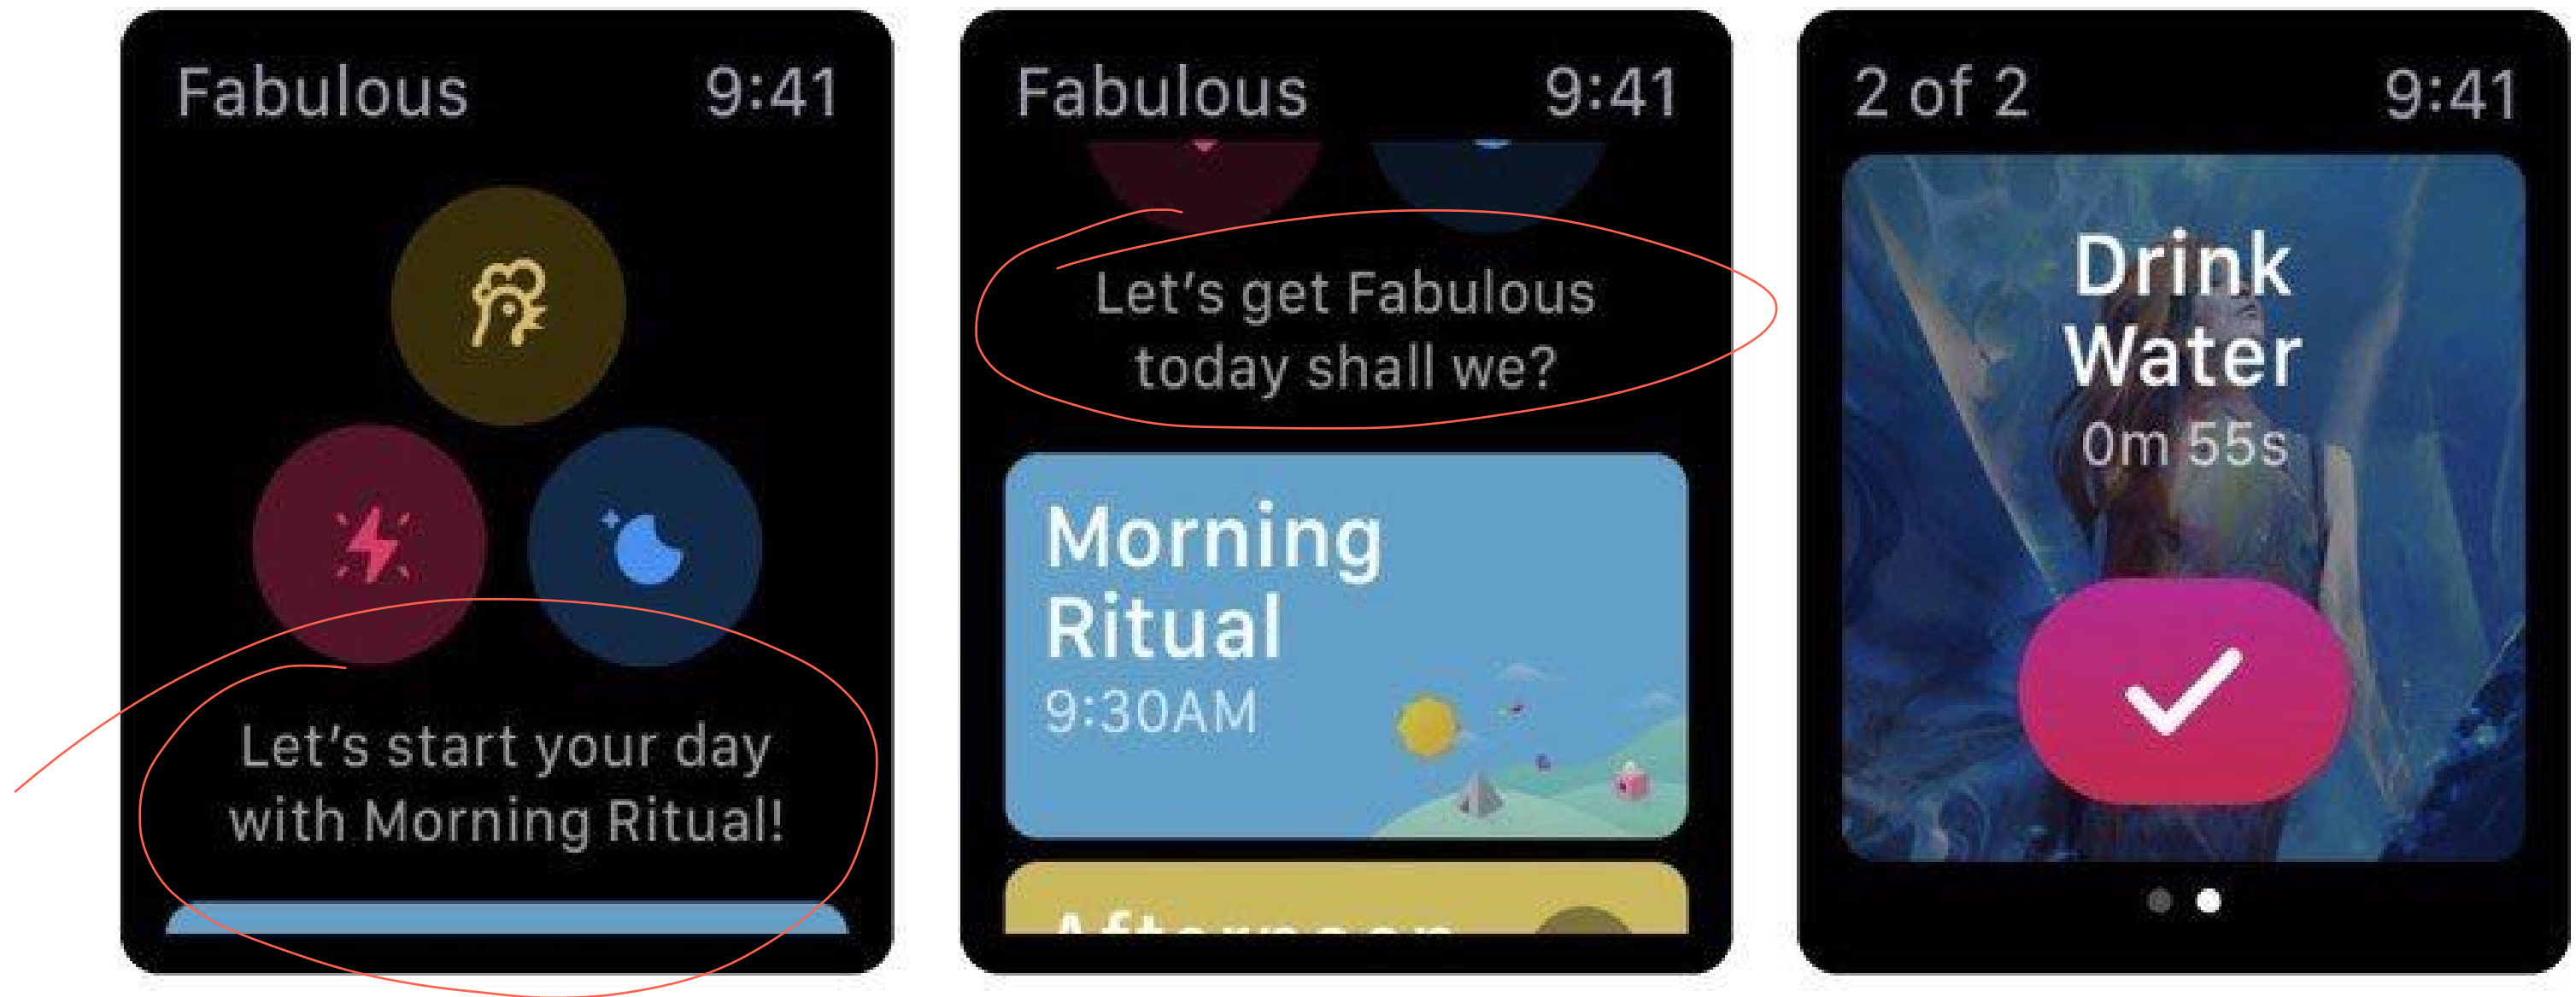 Fabulous 9:41
Let's start your day
with Morning Ritual!
Fabulous 9:41
Let's get Fabulous
today shall we?
Morning
Ritual
9:30AM
Afternoon
2 of 2 9:41
Drink
Water
0m 55s